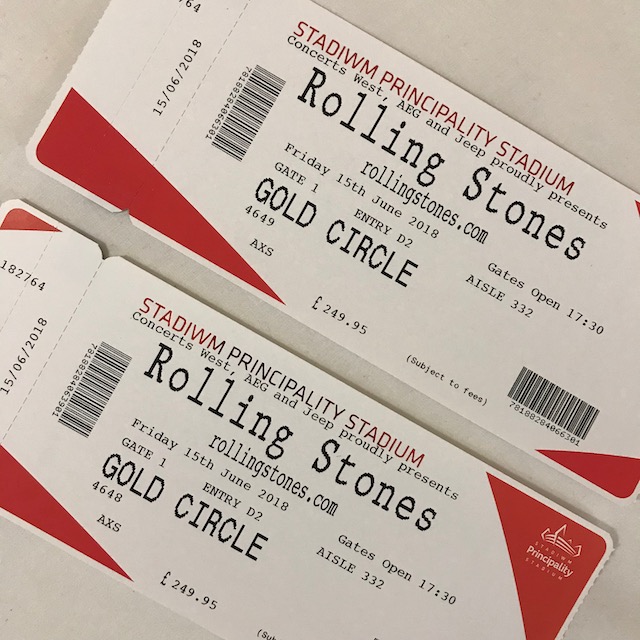 764
15/06/2018
7818828406301
STADIWM PRINCIPALITY STADIUM
Concerts West, AEG and Jeep proudly presents
Rolling Stones
rollingstones.com
Friday 15th June 2018
Gates Open 17:30
GATE 1
ENTRY D2
AISLE 332
GOLD CIRCLE
4649
AXS
£ 249.95
(Subject to fees)
182764
15/06/2018
STADIWM PRINCIPALITY STADIUM
Concerts West, AEG and Jeep proudly presents
Rolling Stones
rollingstones.com
Friday 15th June 2018
Gates Open 17:30
GATE 1
ENTRY D2
AISLE 332
GOLD CIRCLE
4648
AXS
£ 249.95
STADIWM
Principality
STADIUM